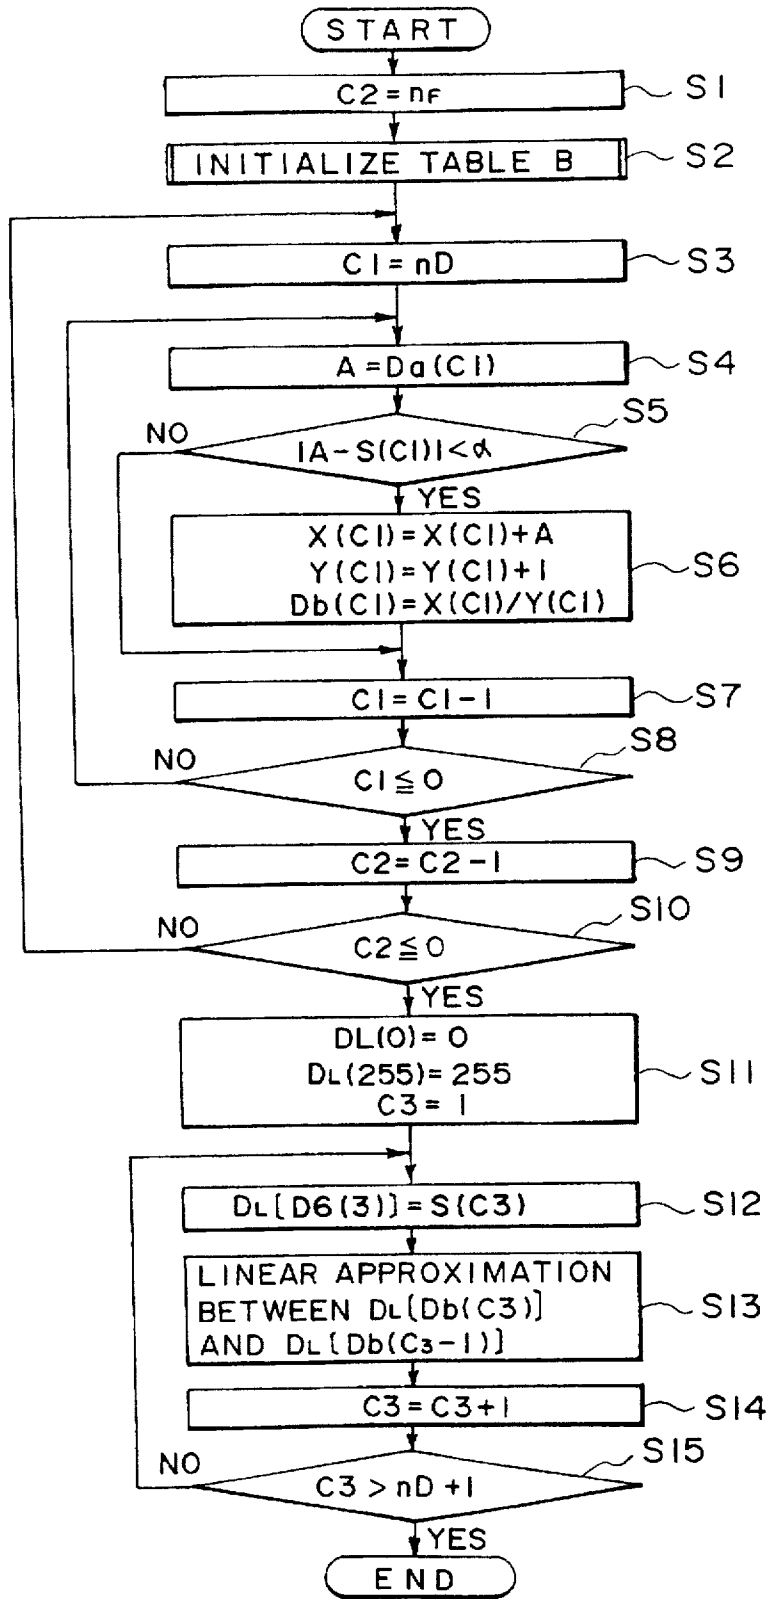 START
C2=nF
S1
INITIALIZE TABLE B
S2
C1=nD
S3
A=Da(C1)
S4
S5
NO
|A-S(C1)|<α
YES
X(C1)=X(C1)+A
Y(C1)=Y(C1)+1
Db(C1)=X(C1)/Y(C1)
S6
C1=C1-1
S7
S8
NO
C1≦0
YES
C2=C2-1
S9
S10
NO
C2≦0
YES
DL(0)=0
DL(255)=255
C3=1
S11
DL[D6(3)]=S(C3)
S12
LINEAR APPROXIMATION
BETWEEN DL[Db(C3)]
AND DL[Db(C3-1)]
S13
C3=C3+1
S14
S15
NO
C3>nD+1
YES
END